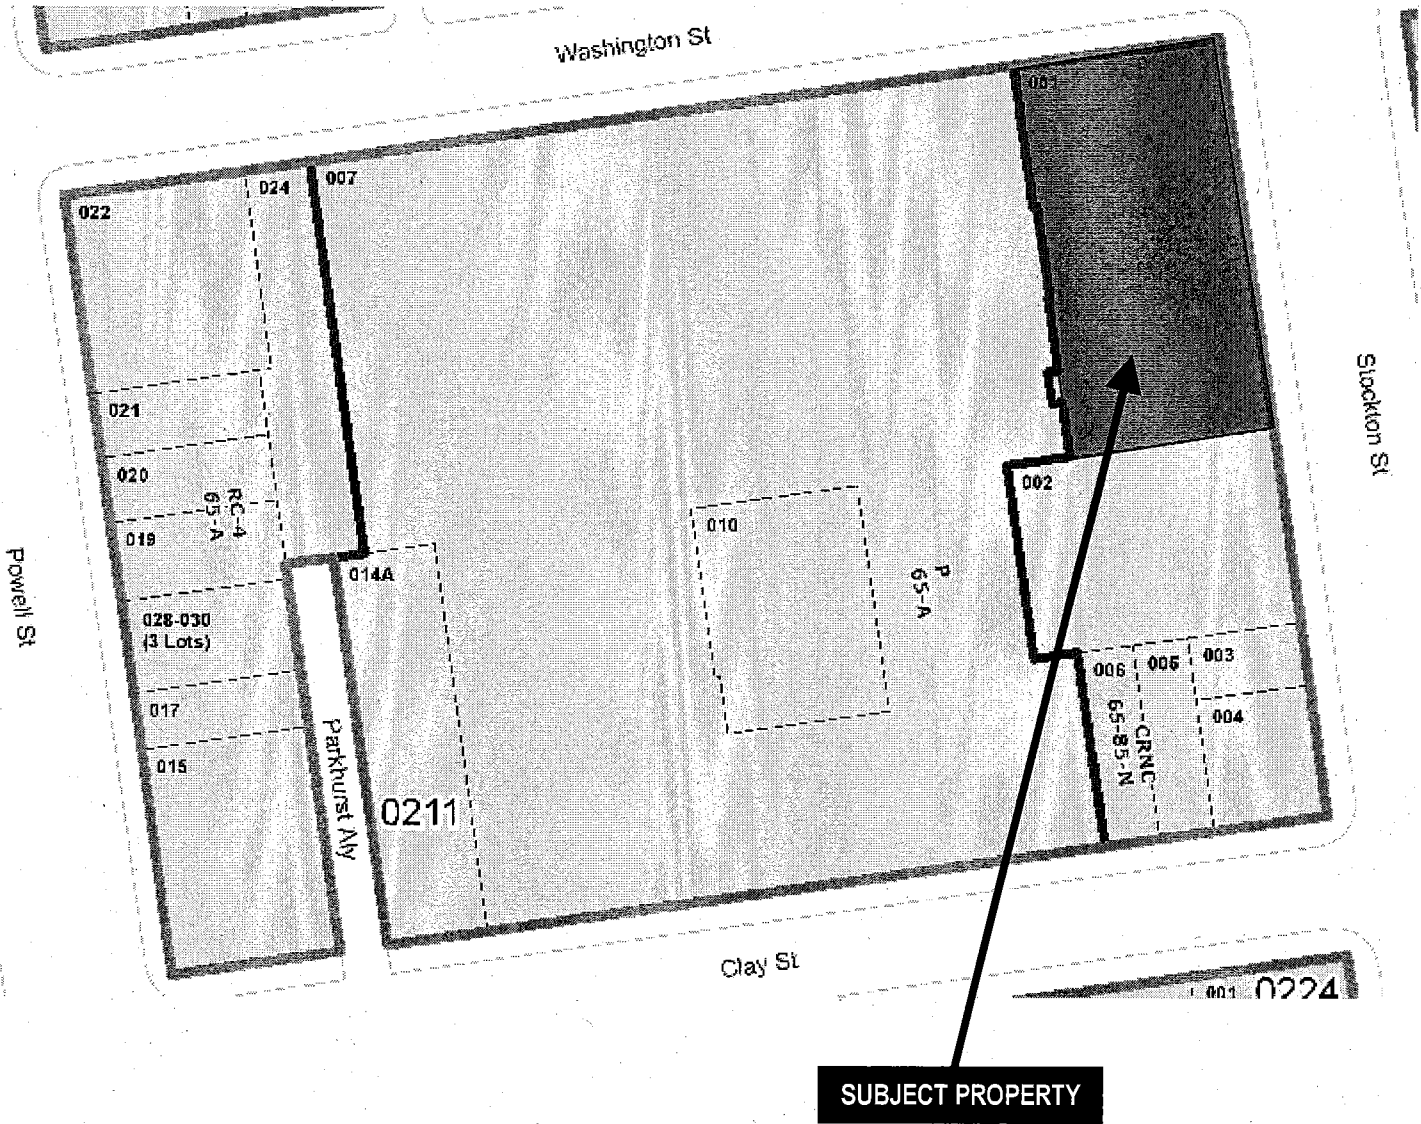 Washington St
001
024
007
022
021
020
019
RC-4
65-A
028-030
(3 Lots)
017
015
Powell St
Parkhurst Aly
014A
0211
010
P
65-A
002
006
005
003
004
CRNC
65-85-N
Stockton St
Clay St
001
0224
SUBJECT PROPERTY